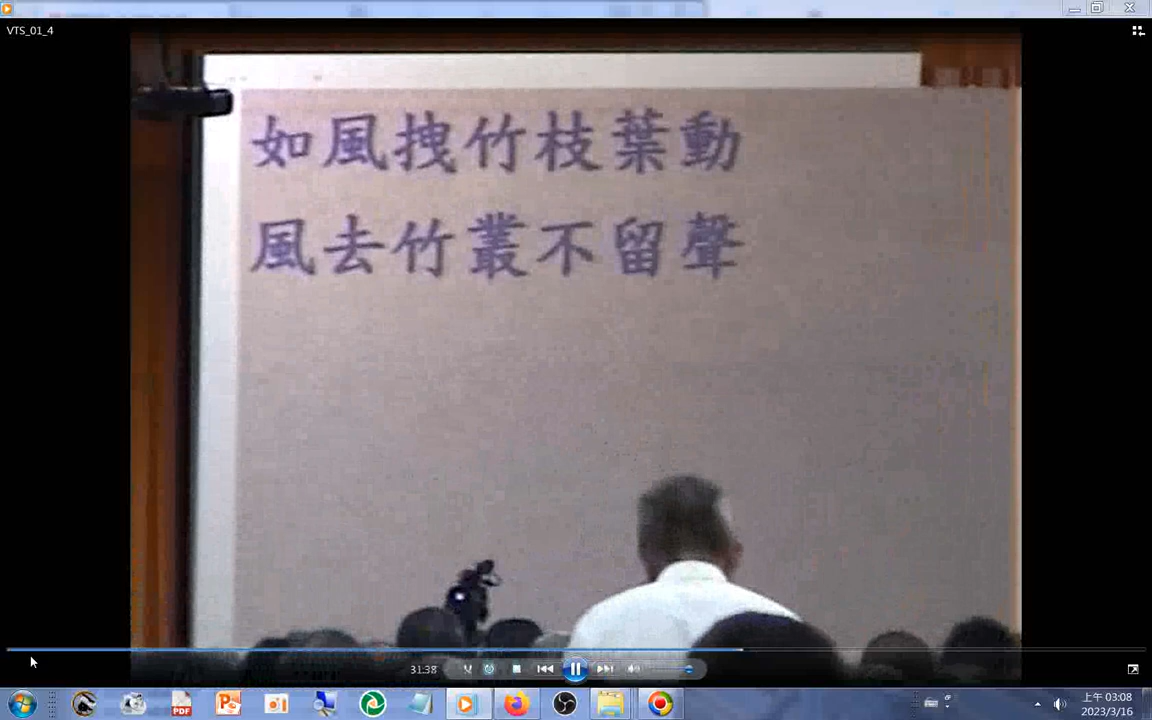 VTS_01_4
如風拽竹枝葉動
風去竹叢不留聲
31:38
PDF
上午 03:08
2023/3/16